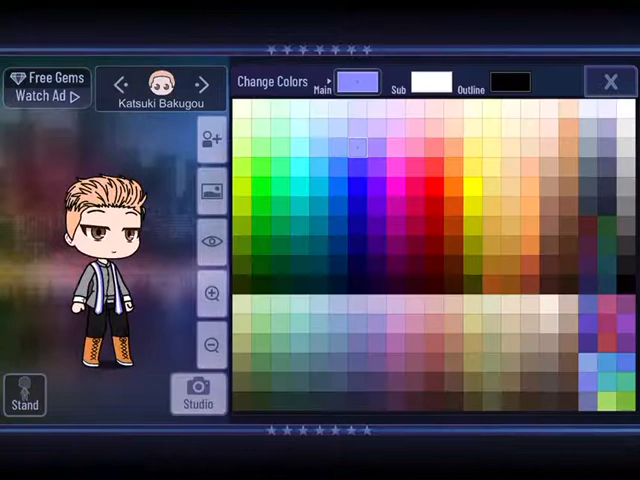 Free Gems
Watch Ad
Katsuki Bakugou
Change Colors
Main
Sub
Outline
X
Stand
Studio